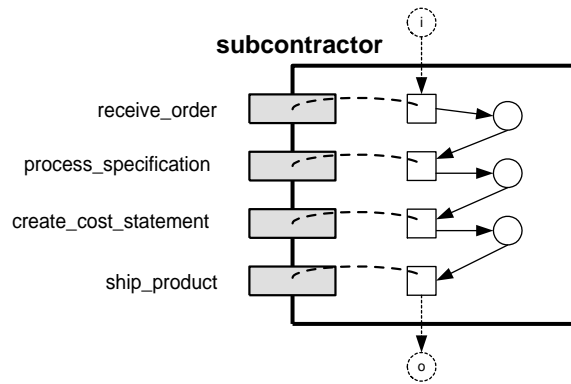 i
subcontractor
receive_order
process_specification
create_cost_statement
ship_product
o